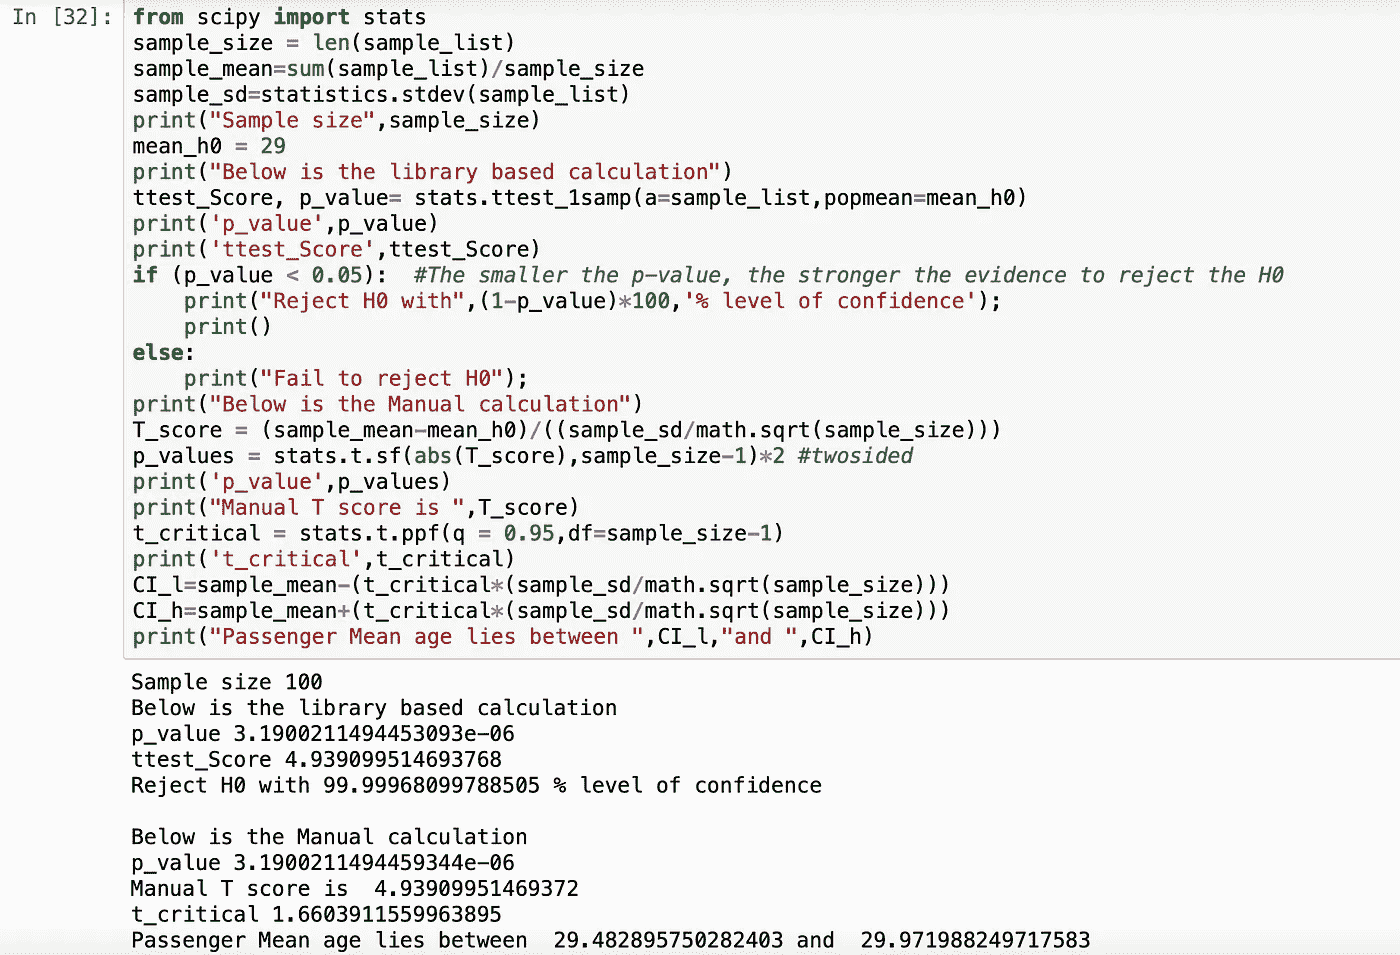 In [32]: from scipy import stats
sample_size = len(sample_list)
sample_mean=sum(sample_list)/sample_size
sample_sd=statistics.stdev(sample_list)
print("Sample size",sample_size)
mean_h0 = 29
print("Below is the library based calculation")
ttest_Score, p_value= stats.ttest_1samp(a=sample_list,popmean=mean_h0)
print('p_value',p_value)
print('ttest_Score',ttest_Score)
if (p_value < 0.05):  #The smaller the p-value, the stronger the evidence to reject the H0
    print("Reject H0 with",(1-p_value)*100,'% level of confidence');
    print()
else:
    print("Fail to reject H0");
print("Below is the Manual calculation")
T_score = (sample_mean-mean_h0)/((sample_sd/math.sqrt(sample_size)))
p_values = stats.t.sf(abs(T_score),sample_size-1)*2 #twosided
print('p_value',p_values)
print("Manual T score is ",T_score)
t_critical = stats.t.ppf(q = 0.95,df=sample_size-1)
print('t_critical',t_critical)
CI_l=sample_mean-(t_critical*(sample_sd/math.sqrt(sample_size)))
CI_h=sample_mean+(t_critical*(sample_sd/math.sqrt(sample_size)))
print("Passenger Mean age lies between ",CI_l,"and ",CI_h)
Sample size 100
Below is the library based calculation
p_value 3.1900211494453093e-06
ttest_Score 4.939099514693768
Reject H0 with 99.99968099788505 % level of confidence
Below is the Manual calculation
p_value 3.1900211494459344e-06
Manual T score is  4.93909951469372
t_critical 1.6603911559963895
Passenger Mean age lies between  29.482895750282403 and  29.971988249717583